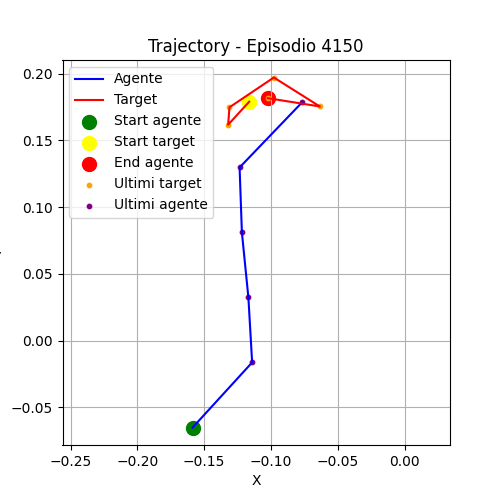 Trajectory - Episodio 4150
Agente
Target
Start agente
Start target
End agente
Ultimi target
Ultimi agente
0.20
0.15
0.10
0.05
0.00
−0.05
−0.25
−0.20
−0.15
−0.10
−0.05
0.00
X